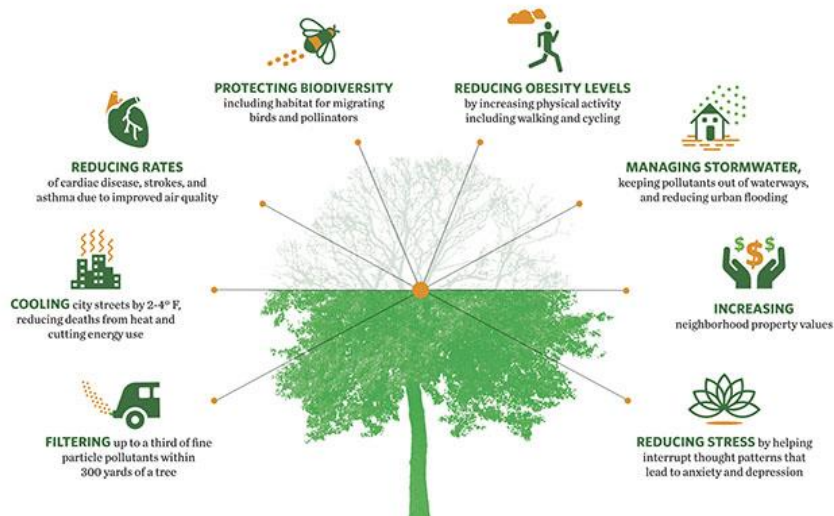 PROTECTING BIODIVERSITY
including habitat for migrating
birds and pollinators
REDUCING OBESITY LEVELS
by increasing physical activity
including walking and cycling
REDUCING RATES
of cardiac disease, strokes, and
asthma due to improved air quality
MANAGING STORMWATER,
keeping pollutants out of waterways,
and reducing urban flooding
COOLING city streets by 2-4° F,
reducing deaths from heat and
cutting energy use
$ $ $
INCREASING
neighborhood property values
FILTERING up to a third of fine
particle pollutants within
300 yards of a tree
REDUCING STRESS by helping
interrupt thought patterns that
lead to anxiety and depression